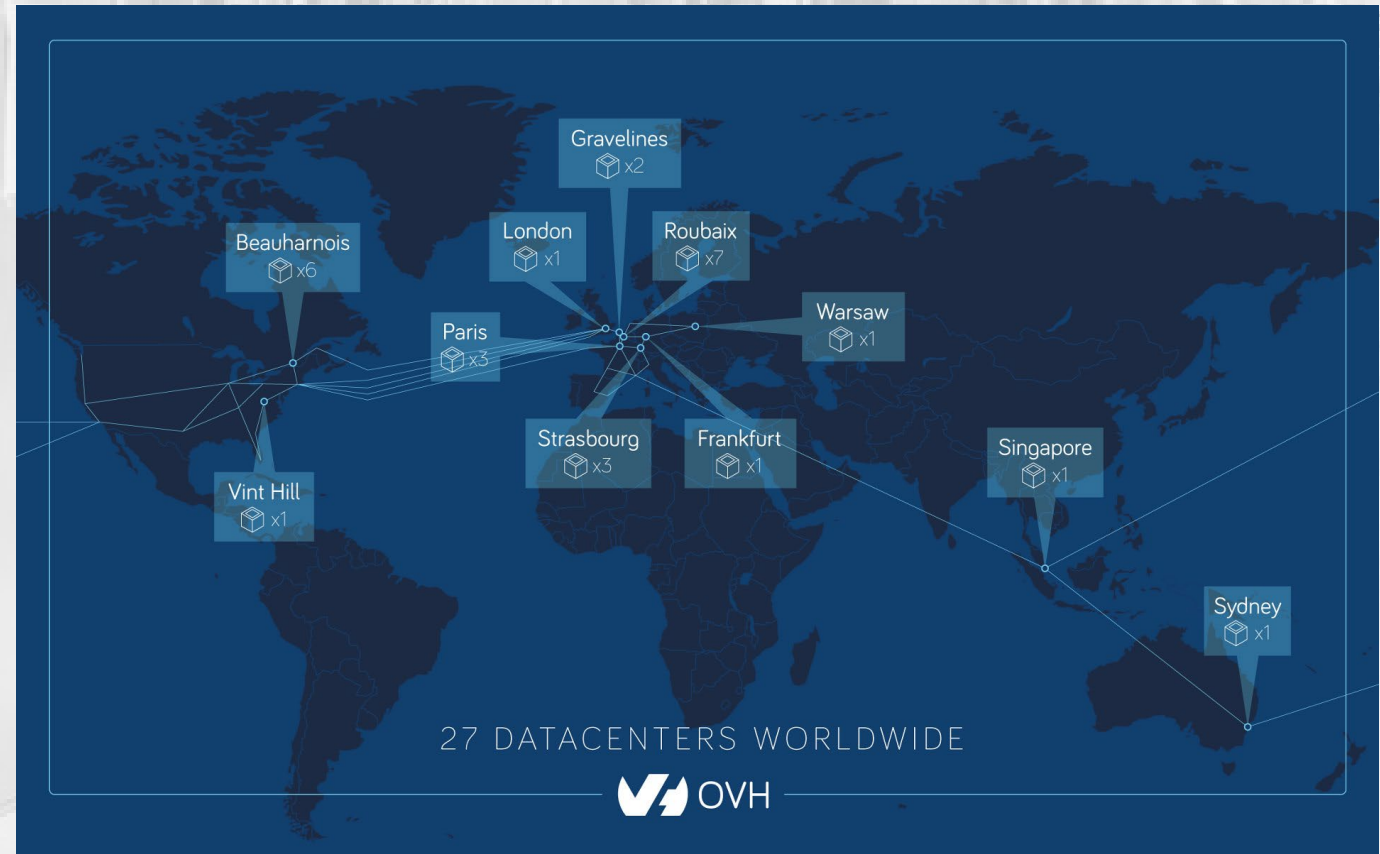 Gravelines
x2
London
x1
Roubaix
x7
Beauharnois
x6
Paris
x3
Warsaw
x1
Strasbourg
x3
Frankfurt
x1
Singapore
x1
Vint Hill
x1
Sydney
x1
27 DATACENTERS WORLDWIDE
OVH